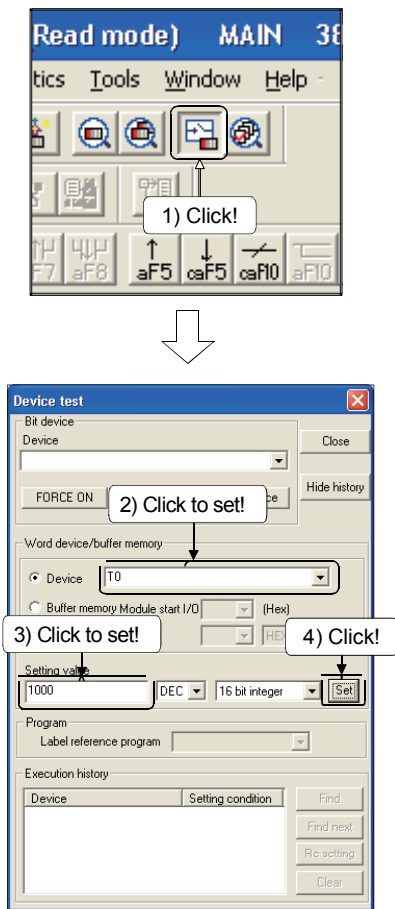 (Read mode) MAIN 38
tics Tools Window Help
1) Click!
F7 aF8 aF5 caF5 caF10 aF10
Device test
Bit device
Device
Close
FORCE ON
Hide history
2) Click to set!
Word device/buffer memory
Device T0
Buffer memory Module start I/O (Hex)
HEX
3) Click to set!
4) Click!
Setting value
1000 DEC 16 bit integer Set
Program
Label reference program
Execution history
Device Setting condition Find
Find next
Re-setting
Clear